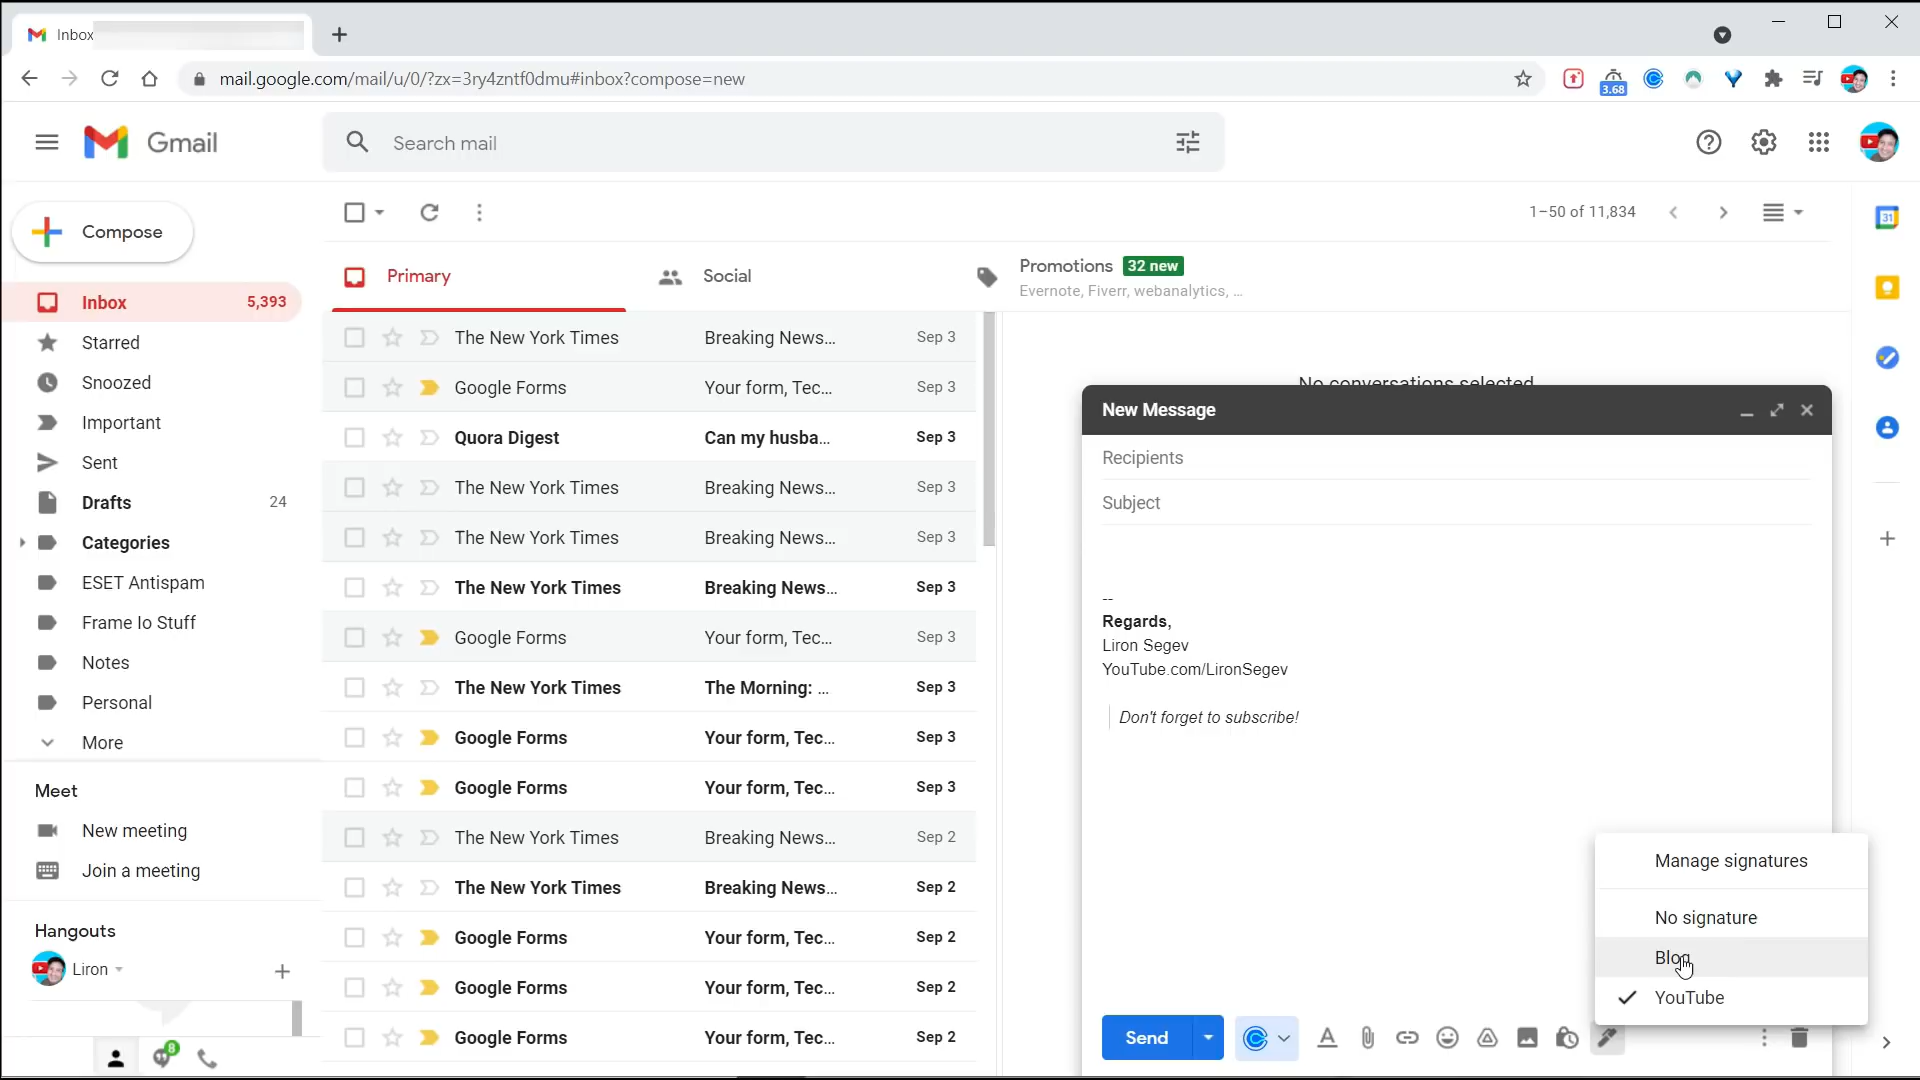 Inbox
mail.google.com/mail/u/0/?zx=3ry4zntf0dmu#inbox?compose=new
3.68
Gmail
Search mail
Compose
1–50 of 11,834
31
Primary
Social
Promotions 32 new
Evernote, Fiverr, webanalytics, ...
Inbox 5,393
Starred
Snoozed
Important
Sent
Drafts 24
Categories
ESET Antispam
Frame Io Stuff
Notes
Personal
More
Meet
New meeting
Join a meeting
Hangouts
Liron
8
The New York Times Breaking News... Sep 3
Google Forms Your form, Tec... Sep 3
Quora Digest Can my husba... Sep 3
The New York Times Breaking News... Sep 3
The New York Times Breaking News... Sep 3
The New York Times Breaking News... Sep 3
Google Forms Your form, Tec... Sep 3
The New York Times The Morning: ... Sep 3
Google Forms Your form, Tec... Sep 3
Google Forms Your form, Tec... Sep 3
The New York Times Breaking News... Sep 2
The New York Times Breaking News... Sep 2
Google Forms Your form, Tec... Sep 2
Google Forms Your form, Tec... Sep 2
Google Forms Your form, Tec... Sep 2
No conversations selected
New Message
Recipients
Subject
--
Regards,
Liron Segev
YouTube.com/LironSegev
Don't forget to subscribe!
Manage signatures
No signature
Blog
YouTube
Send